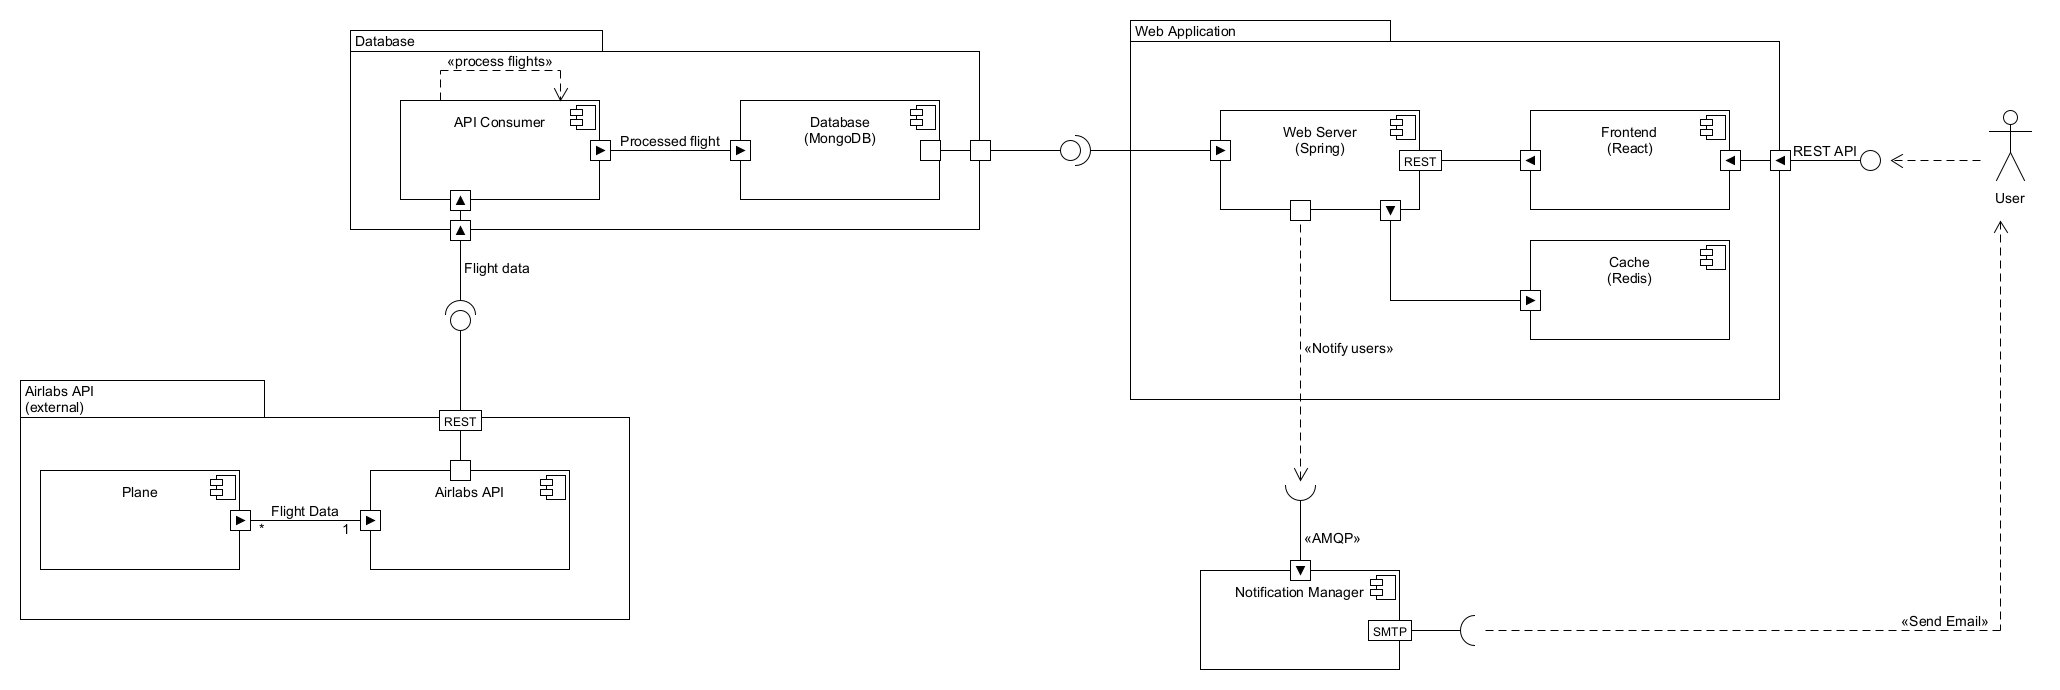 Database
«process flights»
API Consumer
Processed flight
Database
(MongoDB)
Flight data
Airlabs API
(external)
REST
Plane
Flight Data
*
1
Airlabs API
Web Application
Web Server
(Spring)
REST
Frontend
(React)
REST API
User
Cache
(Redis)
«Notify users»
«AMQP»
Notification Manager
SMTP
«Send Email»